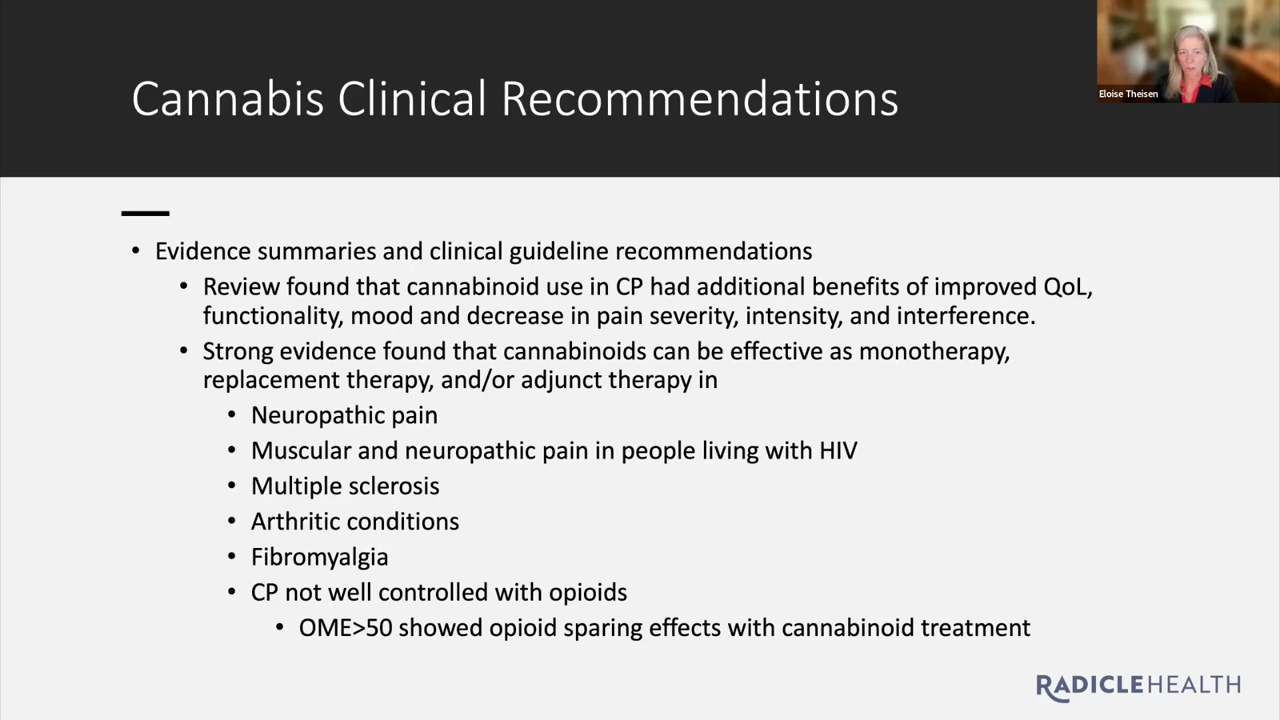 Cannabis Clinical Recommendations
Eloise Theisen
• Evidence summaries and clinical guideline recommendations
• Review found that cannabinoid use in CP had additional benefits of improved QoL,
functionality, mood and decrease in pain severity, intensity, and interference.
• Strong evidence found that cannabinoids can be effective as monotherapy,
replacement therapy, and/or adjunct therapy in
• Neuropathic pain
• Muscular and neuropathic pain in people living with HIV
• Multiple sclerosis
• Arthritic conditions
• Fibromyalgia
• CP not well controlled with opioids
• OME>50 showed opioid sparing effects with cannabinoid treatment
RADICLEHEALTH